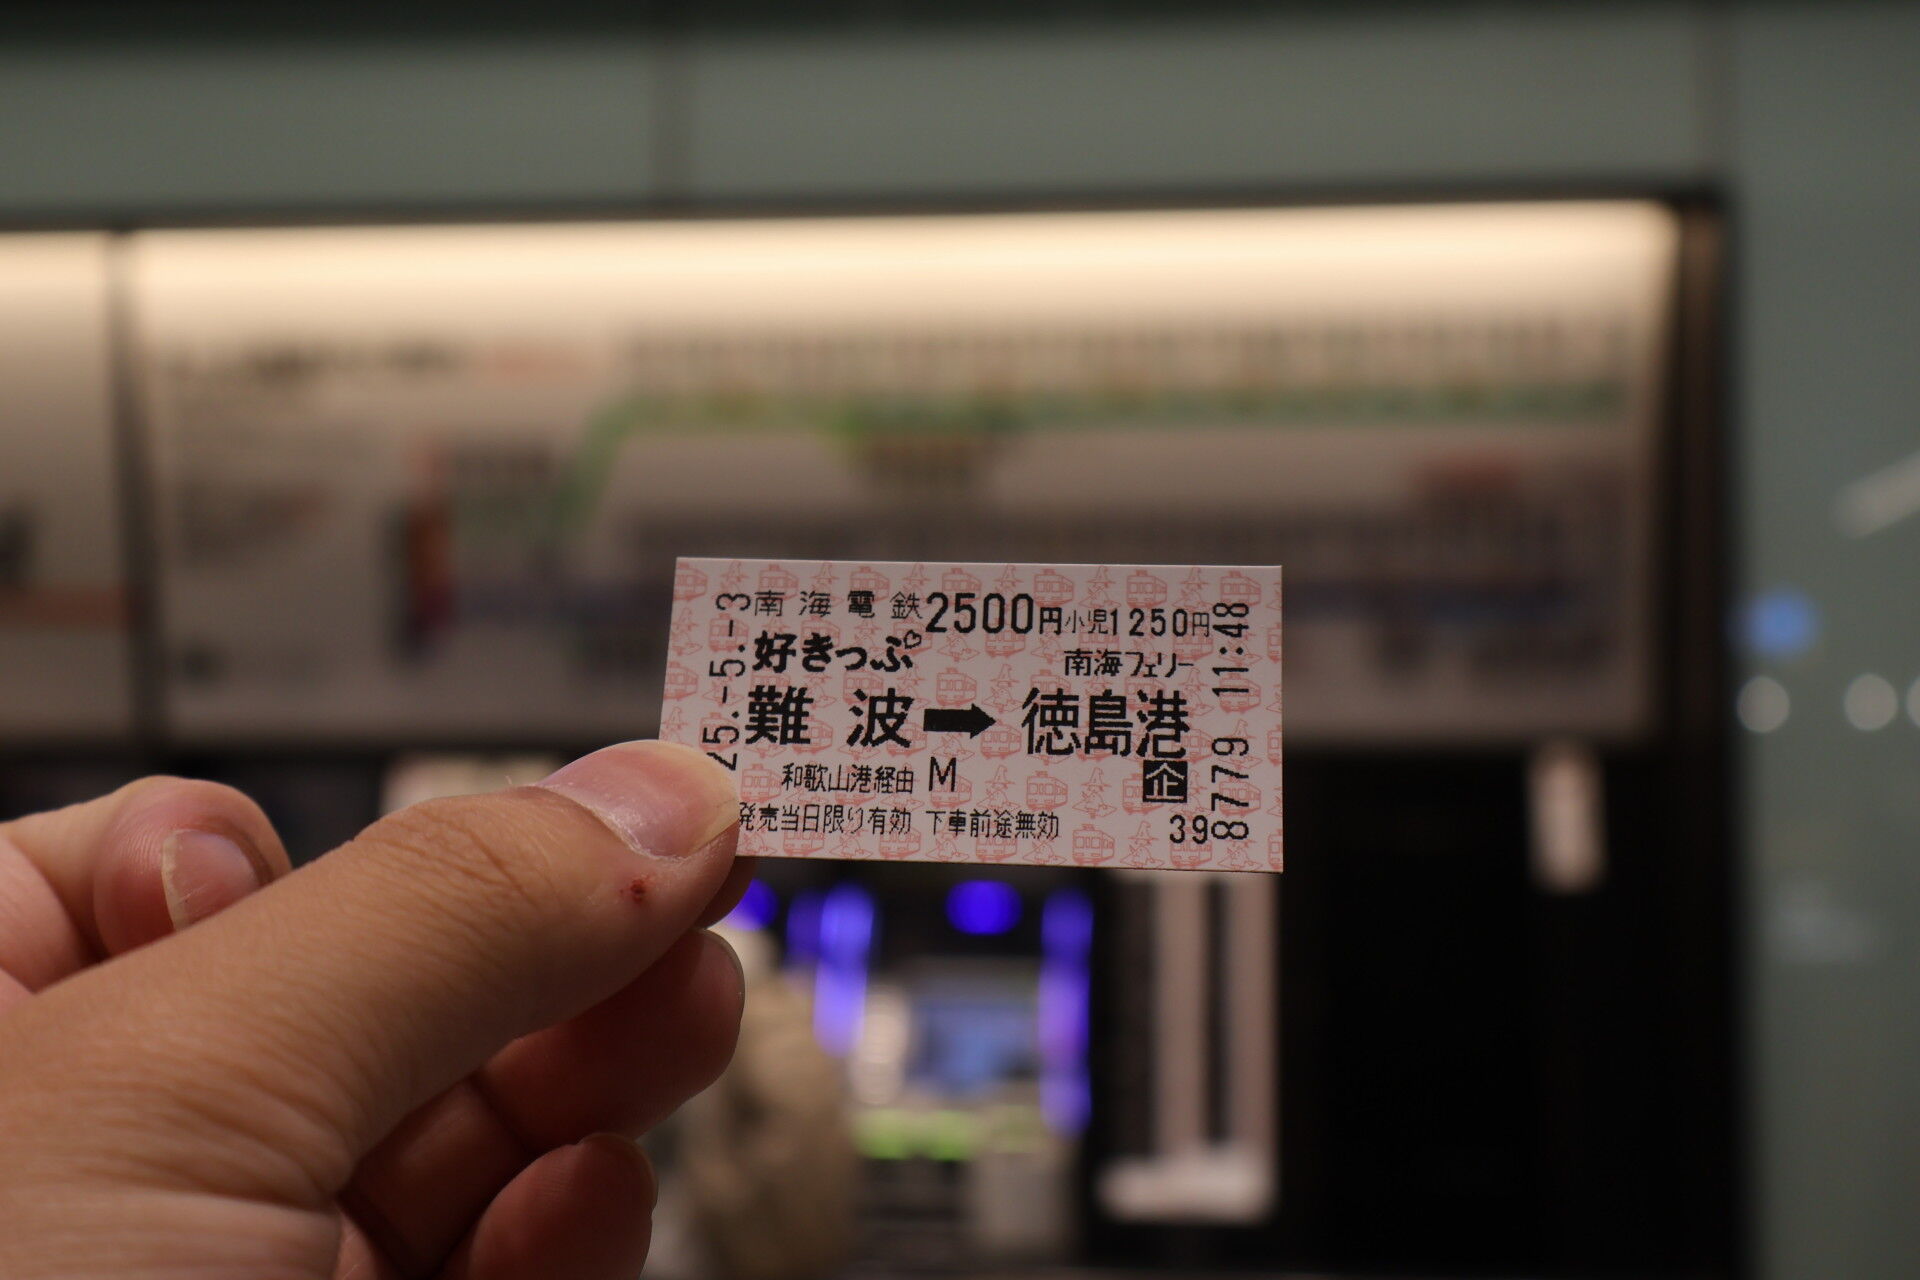 南海電鉄 2500円 小児1250円
好きっぷ♡ 南海フェリー
難波➡徳島港
和歌山港経由 M 企
発売当日限り有効 下車前途無効 39
25.-5.-3
8779 11:48